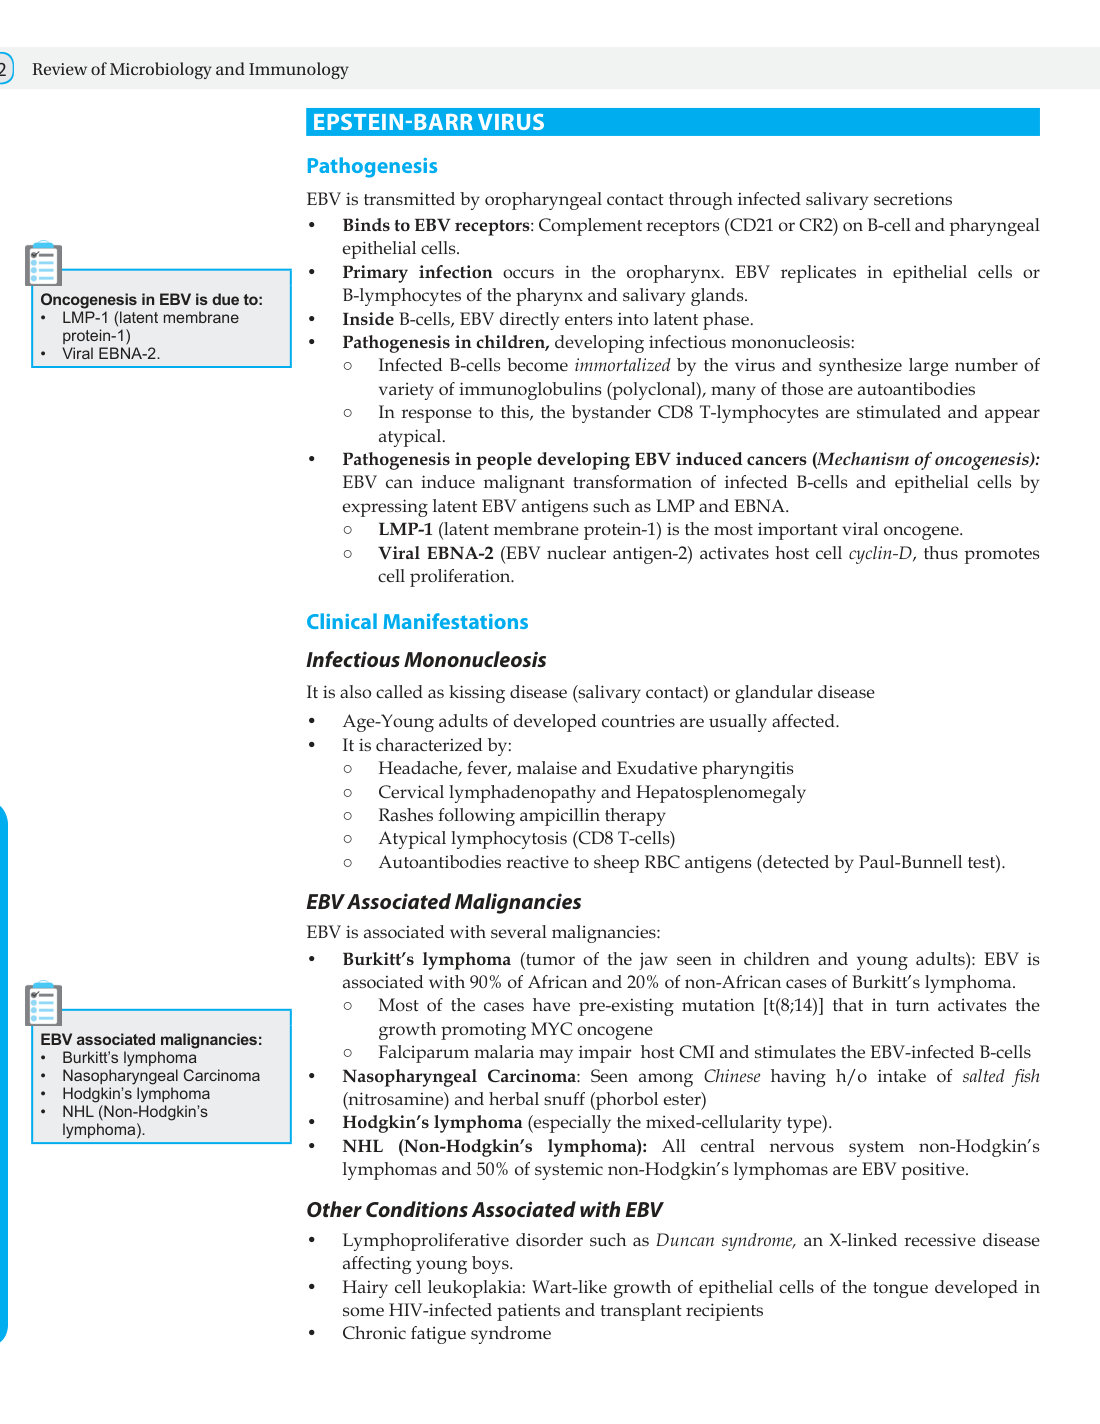 2 Review of Microbiology and Immunology
EPSTEIN-BARR VIRUS
Pathogenesis
EBV is transmitted by oropharyngeal contact through infected salivary secretions
• Binds to EBV receptors: Complement receptors (CD21 or CR2) on B-cell and pharyngeal
epithelial cells.
• Primary infection occurs in the oropharynx. EBV replicates in epithelial cells or
B-lymphocytes of the pharynx and salivary glands.
• Inside B-cells, EBV directly enters into latent phase.
• Pathogenesis in children, developing infectious mononucleosis:
○ Infected B-cells become immortalized by the virus and synthesize large number of
variety of immunoglobulins (polyclonal), many of those are autoantibodies
○ In response to this, the bystander CD8 T-lymphocytes are stimulated and appear
atypical.
• Pathogenesis in people developing EBV induced cancers (Mechanism of oncogenesis):
EBV can induce malignant transformation of infected B-cells and epithelial cells by
expressing latent EBV antigens such as LMP and EBNA.
○ LMP-1 (latent membrane protein-1) is the most important viral oncogene.
○ Viral EBNA-2 (EBV nuclear antigen-2) activates host cell cyclin-D, thus promotes
cell proliferation.
Oncogenesis in EBV is due to:
• LMP-1 (latent membrane
protein-1)
• Viral EBNA-2.
Clinical Manifestations
Infectious Mononucleosis
It is also called as kissing disease (salivary contact) or glandular disease
• Age-Young adults of developed countries are usually affected.
• It is characterized by:
○ Headache, fever, malaise and Exudative pharyngitis
○ Cervical lymphadenopathy and Hepatosplenomegaly
○ Rashes following ampicillin therapy
○ Atypical lymphocytosis (CD8 T-cells)
○ Autoantibodies reactive to sheep RBC antigens (detected by Paul-Bunnell test).
EBV Associated Malignancies
EBV is associated with several malignancies:
• Burkitt’s lymphoma (tumor of the jaw seen in children and young adults): EBV is
associated with 90% of African and 20% of non-African cases of Burkitt’s lymphoma.
○ Most of the cases have pre-existing mutation [t(8;14)] that in turn activates the
growth promoting MYC oncogene
○ Falciparum malaria may impair host CMI and stimulates the EBV-infected B-cells
• Nasopharyngeal Carcinoma: Seen among Chinese having h/o intake of salted fish
(nitrosamine) and herbal snuff (phorbol ester)
• Hodgkin’s lymphoma (especially the mixed-cellularity type).
• NHL (Non-Hodgkin’s lymphoma): All central nervous system non-Hodgkin’s
lymphomas and 50% of systemic non-Hodgkin’s lymphomas are EBV positive.
EBV associated malignancies:
• Burkitt’s lymphoma
• Nasopharyngeal Carcinoma
• Hodgkin’s lymphoma
• NHL (Non-Hodgkin’s
lymphoma).
Other Conditions Associated with EBV
• Lymphoproliferative disorder such as Duncan syndrome, an X-linked recessive disease
affecting young boys.
• Hairy cell leukoplakia: Wart-like growth of epithelial cells of the tongue developed in
some HIV-infected patients and transplant recipients
• Chronic fatigue syndrome